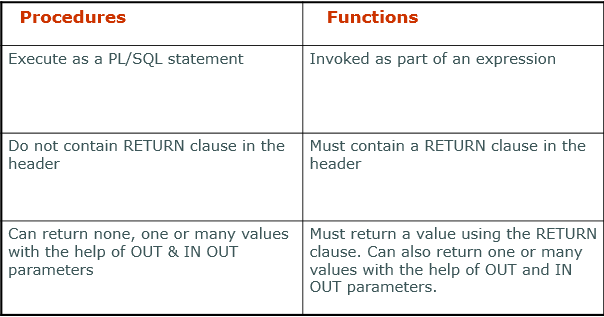 Procedures
Functions
Execute as a PL/SQL statement
Invoked as part of an expression
Do not contain RETURN clause in the
header
Must contain a RETURN clause in the
header
Can return none, one or many values
with the help of OUT & IN OUT
parameters
Must return a value using the RETURN
clause. Can also return one or many
values with the help of OUT and IN
OUT parameters.